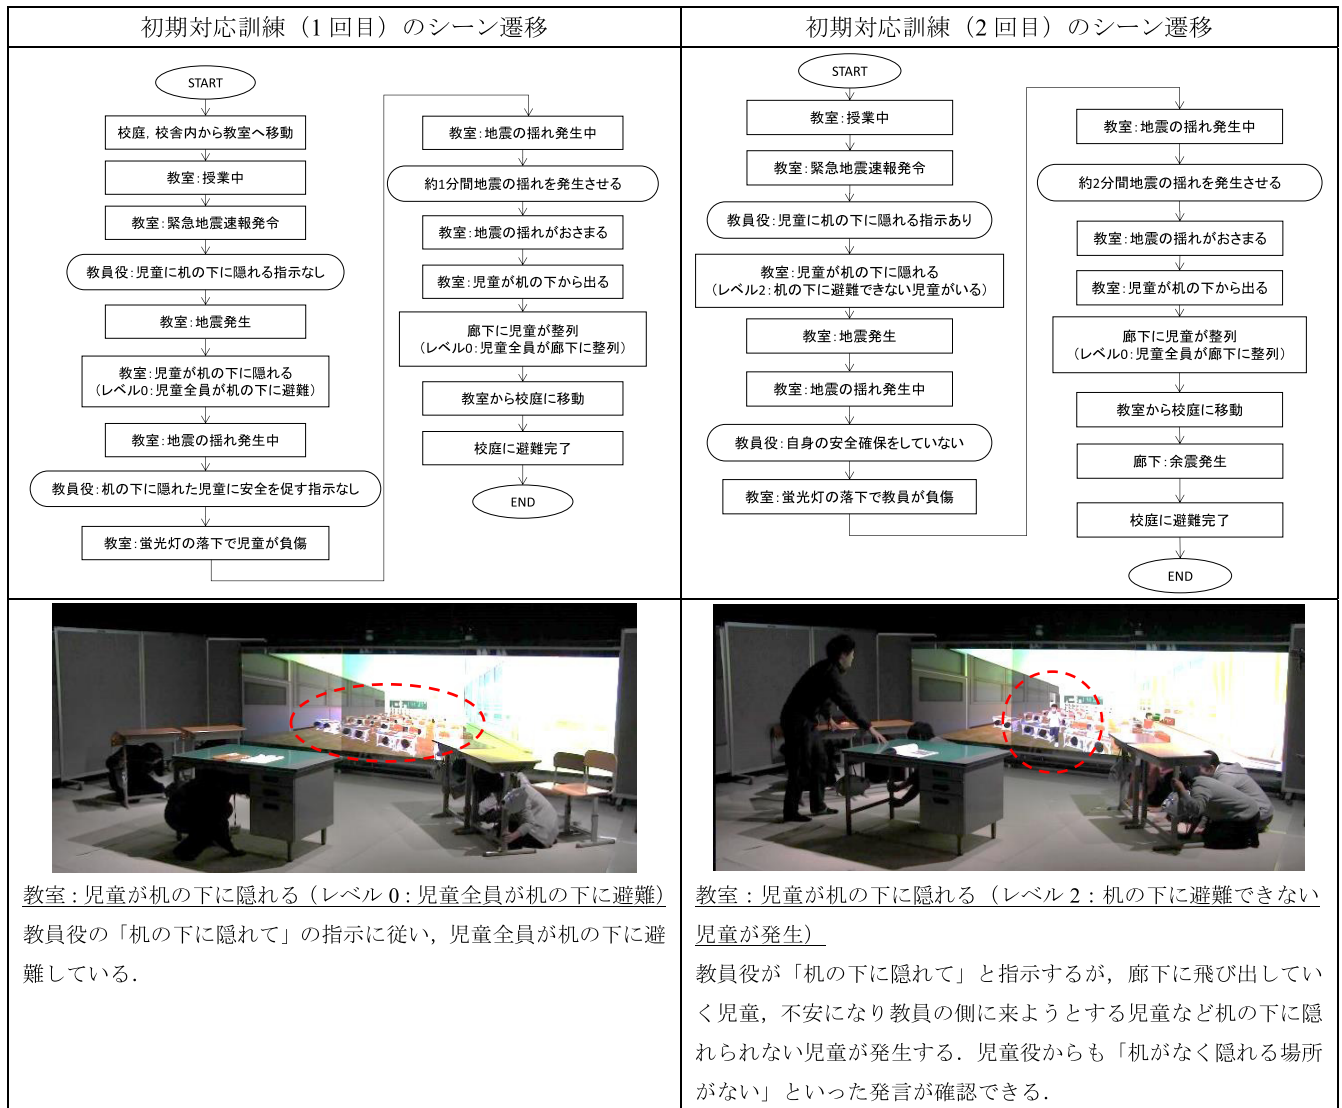 初期対応訓練（1 回目）のシーン遷移
START
校庭，校舎内から教室へ移動
教室：授業中
教室：緊急地震速報発令
教員役：児童に机の下に隠れる指示なし
教室：地震発生
教室：児童が机の下に隠れる
（レベル0：児童全員が机の下に避難）
教室：地震の揺れ発生中
教員役：机の下に隠れた児童に安全を促す指示なし
教室：蛍光灯の落下で児童が負傷
教室：地震の揺れ発生中
約1分間地震の揺れを発生させる
教室：地震の揺れがおさまる
教室：児童が机の下から出る
廊下に児童が整列
（レベル0：児童全員が廊下に整列）
教室から校庭に移動
校庭に避難完了
END
初期対応訓練（2 回目）のシーン遷移
START
教室：授業中
教室：緊急地震速報発令
教員役：児童に机の下に隠れる指示あり
教室：児童が机の下に隠れる
（レベル2：机の下に避難できない児童がいる）
教室：地震発生
教室：地震の揺れ発生中
教員役：自身の安全確保をしていない
教室：蛍光灯の落下で教員が負傷
教室：地震の揺れ発生中
約2分間地震の揺れを発生させる
教室：地震の揺れがおさまる
教室：児童が机の下から出る
廊下に児童が整列
（レベル0：児童全員が廊下に整列）
教室から校庭に移動
廊下：余震発生
校庭に避難完了
END
教室：児童が机の下に隠れる（レベル 0：児童全員が机の下に避難）
教員役の「机の下に隠れて」の指示に従い，児童全員が机の下に避
難している．
教室：児童が机の下に隠れる（レベル 2：机の下に避難できない
児童が発生）
教員役が「机の下に隠れて」と指示するが，廊下に飛び出してい
く児童，不安になり教員の側に来ようとする児童など机の下に隠
れられない児童が発生する．児童役からも「机がなく隠れる場所
がない」といった発言が確認できる．